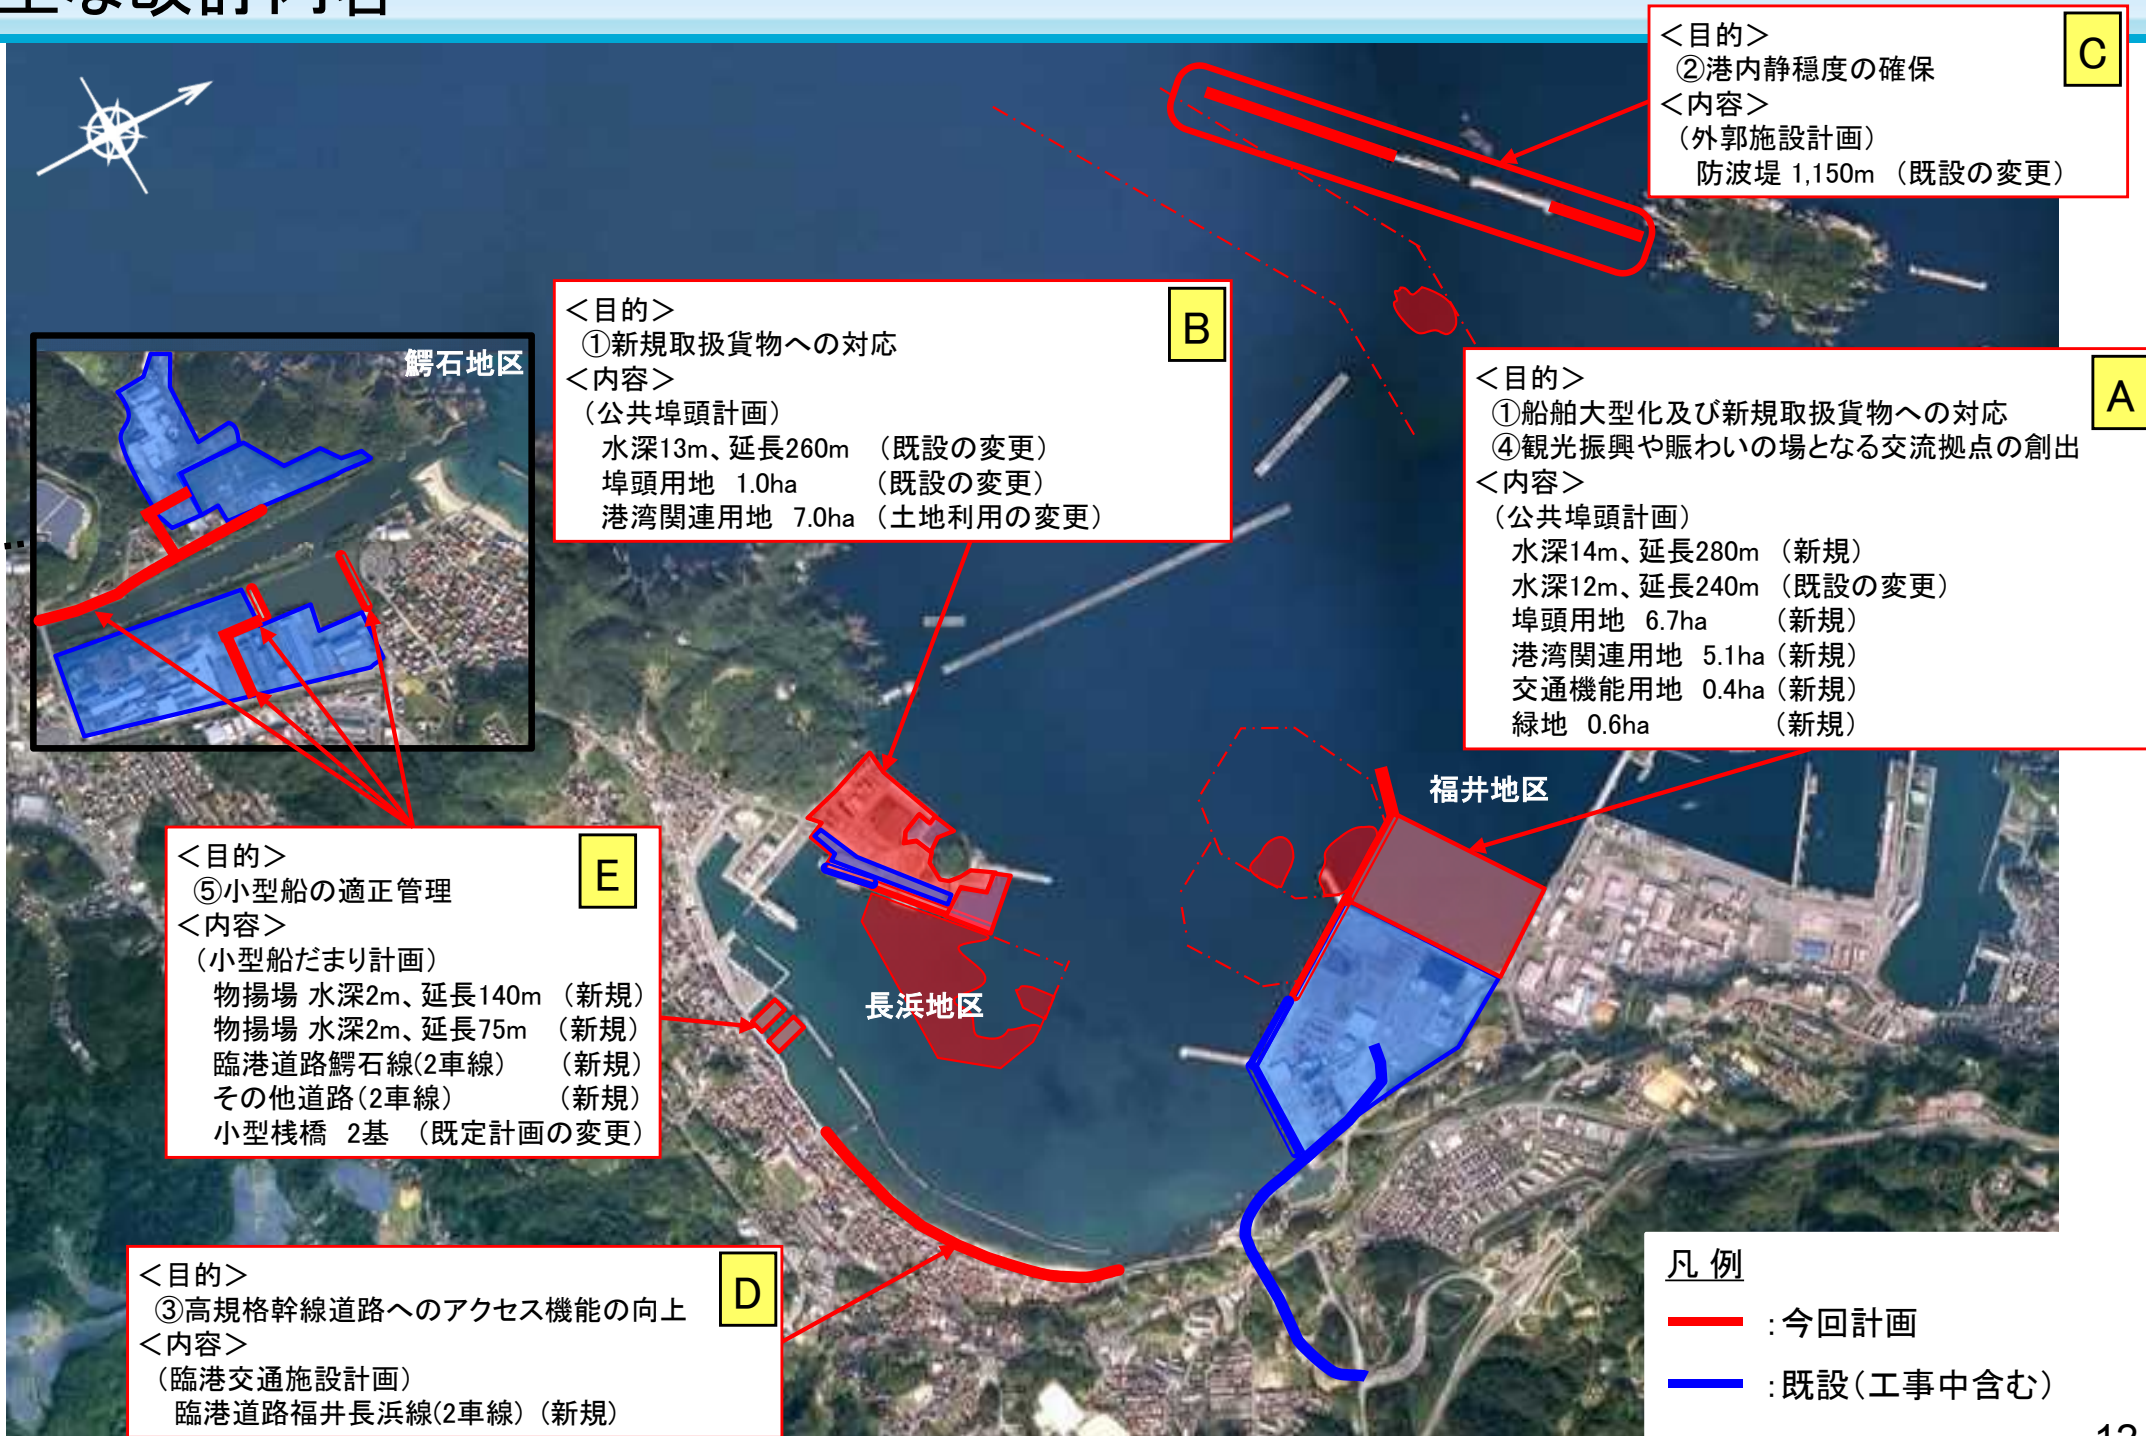 主な改訂内容
＜目的＞
②港内静穏度の確保
＜内容＞
（外郭施設計画）
防波堤 1,150m （既設の変更）
C
＜目的＞
①新規取扱貨物への対応
＜内容＞
（公共埠頭計画）
水深13m、延長260m （既設の変更）
埠頭用地 1.0ha （既設の変更）
港湾関連用地 7.0ha （土地利用の変更）
B
＜目的＞
①船舶大型化及び新規取扱貨物への対応
④観光振興や賑わいの場となる交流拠点の創出
＜内容＞
（公共埠頭計画）
水深14m、延長280m （新規）
水深12m、延長240m （既設の変更）
埠頭用地 6.7ha （新規）
港湾関連用地 5.1ha （新規）
交通機能用地 0.4ha （新規）
緑地 0.6ha （新規）
A
鰐石地区
福井地区
長浜地区
＜目的＞
⑤小型船の適正管理
＜内容＞
（小型船だまり計画）
物揚場 水深2m、延長140m （新規）
物揚場 水深2m、延長75m （新規）
臨港道路鰐石線(2車線) （新規）
その他道路(2車線) （新規）
小型桟橋 2基 （既定計画の変更）
E
＜目的＞
③高規格幹線道路へのアクセス機能の向上
＜内容＞
（臨港交通施設計画）
臨港道路福井長浜線(2車線) （新規）
D
凡 例
：今回計画
：既設（工事中含む）